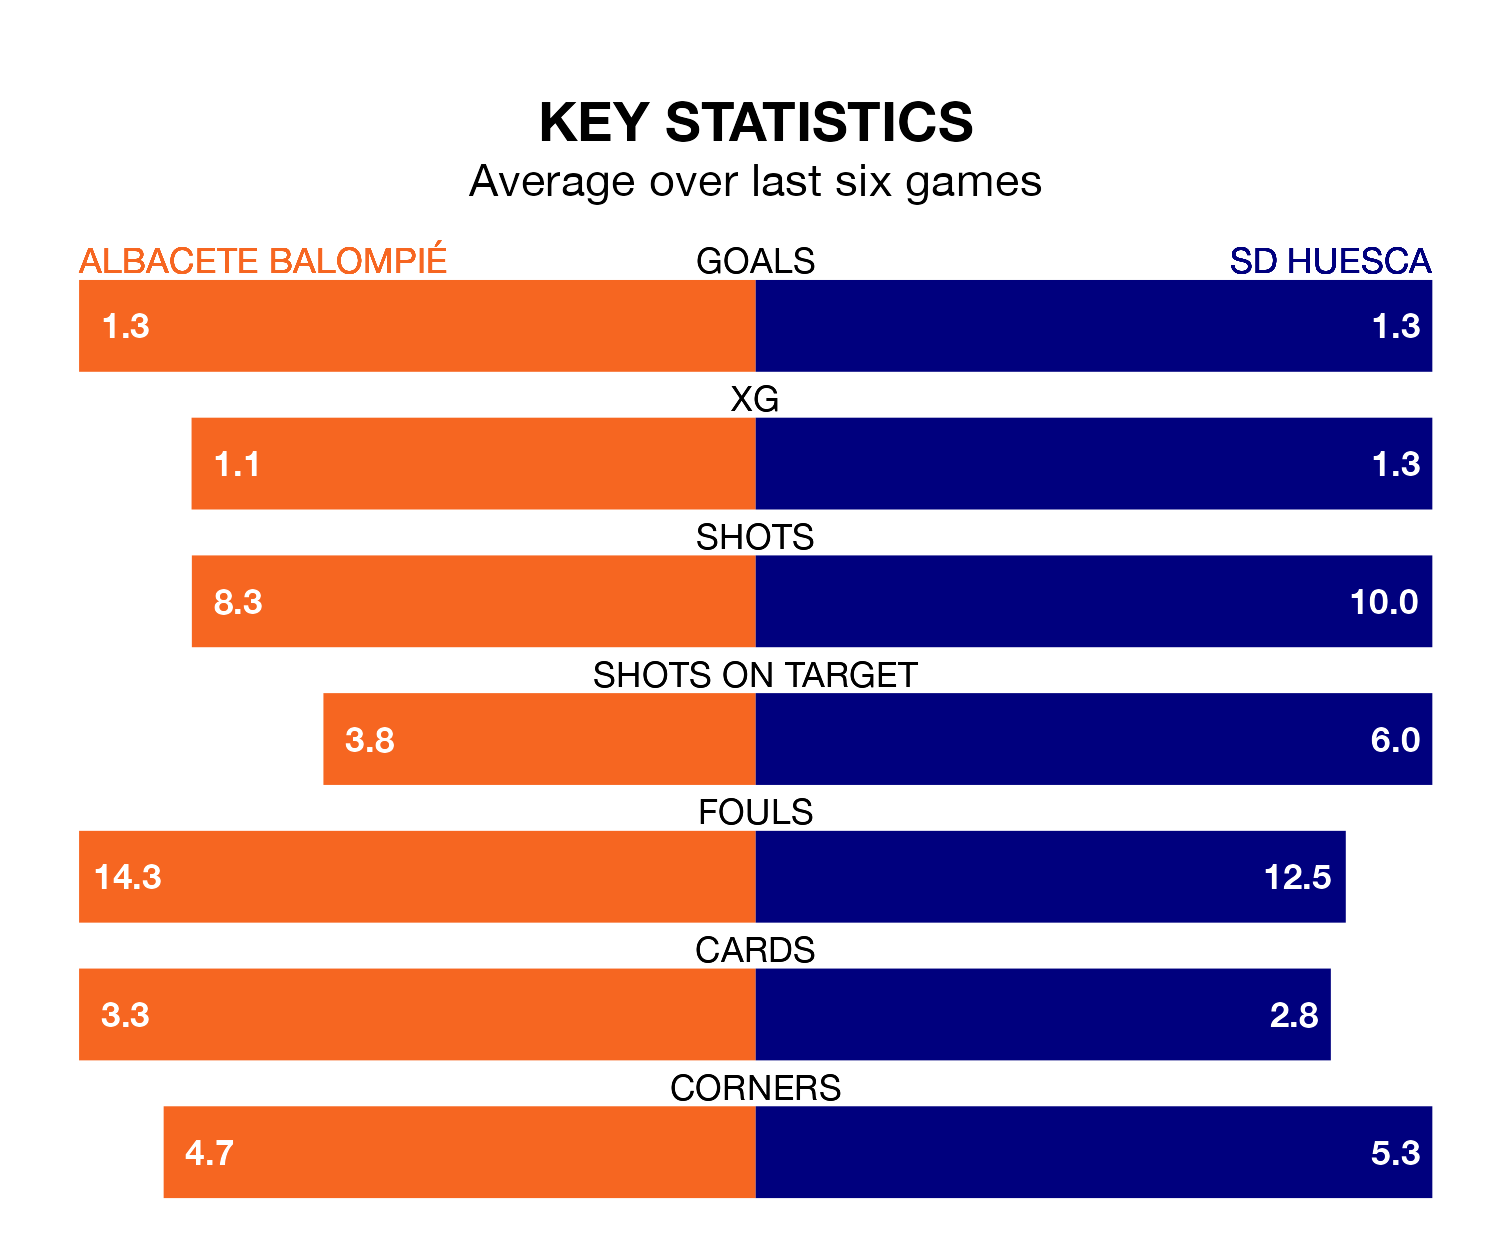 KEY STATISTICS
Average over last six games
ALBACETE BALOMPIÉ GOALS SD HUESCA
1.3 1.3
XG
1.1 1.3
SHOTS
8.3 10.0
SHOTS ON TARGET
3.8 6.0
FOULS
14.3 12.5
CARDS
3.3 2.8
CORNERS
4.7 5.3